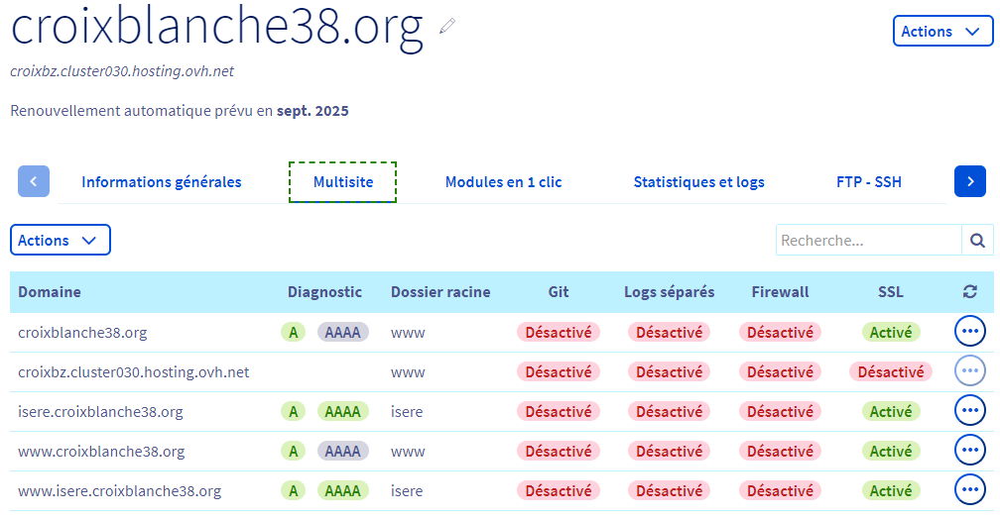 croixblanche38.org
Actions
croixbz.cluster030.hosting.ovh.net
Renouvellement automatique prévu en sept. 2025
Informations générales Multisite Modules en 1 clic Statistiques et logs FTP - SSH
Actions Recherche...
Domaine Diagnostic Dossier racine Git Logs séparés Firewall SSL
croixblanche38.org A AAAA www Désactivé Désactivé Désactivé Activé
croixbz.cluster030.hosting.ovh.net www Désactivé Désactivé Désactivé Désactivé
isere.croixblanche38.org A AAAA isere Désactivé Désactivé Désactivé Activé
www.croixblanche38.org A AAAA www Désactivé Désactivé Désactivé Activé
www.isere.croixblanche38.org A AAAA isere Désactivé Désactivé Désactivé Activé